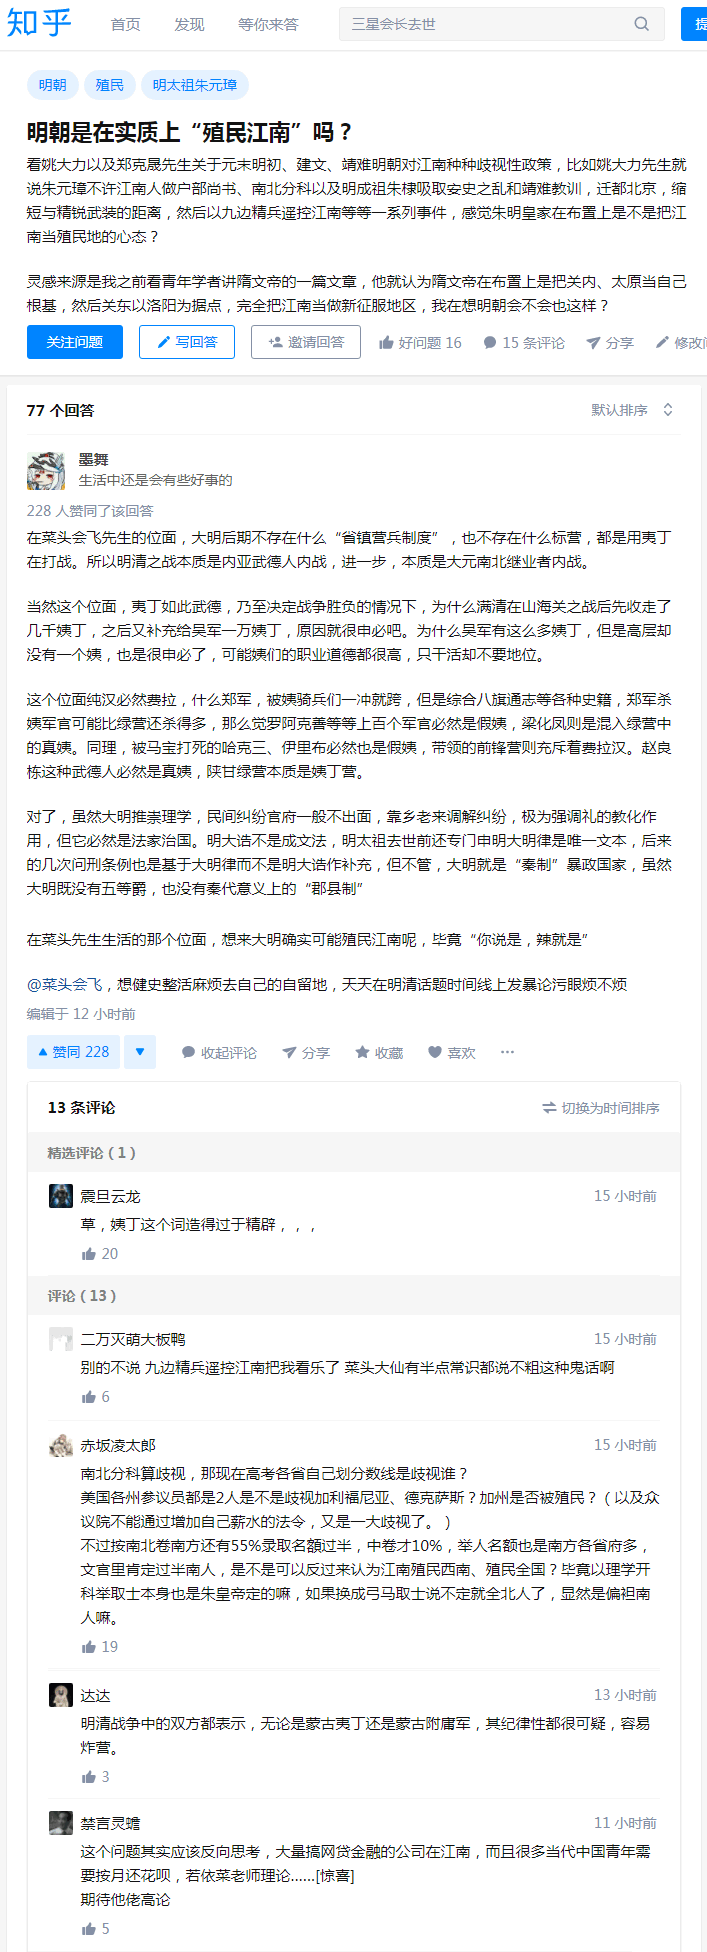 知乎
首页 发现 等你来答 三星会长去世
明朝 殖民 明太祖朱元璋
明朝是在实质上“殖民江南”吗？
看姚大力以及郑克晟先生关于元末明初、建文、靖难明朝对江南种种歧视性政策，比如姚大力先生就
说朱元璋不许江南人做户部尚书、南北分科以及明成祖朱棣吸取安史之乱和靖难教训，迁都北京，缩
短与精锐武装的距离，然后以九边精兵遥控江南等等一系列事件，感觉朱明皇家在布置上是不是把江
南当殖民地的心态？
灵感来源是我之前看青年学者讲隋文帝的一篇文章，他就认为隋文帝在布置上是把关内、太原当自己
根基，然后关东以洛阳为据点，完全把江南当做新征服地区，我在想明朝会不会也这样？
关注问题 写回答 邀请回答 好问题 16 15 条评论 分享 修改
77 个回答 默认排序
墨舞
生活中还是会有些好事的
228 人赞同了该回答
在菜头会飞先生的位面，大明后期不存在什么“省镇营兵制度”，也不存在什么标营，都是用夷丁
在打战。所以明清之战本质是内亚武德人内战，进一步，本质是大元南北继业者内战。
当然这个位面，夷丁如此武德，乃至决定战争胜负的情况下，为什么满清在山海关之战后先收走了
几千姨丁，之后又补充给吴军一万姨丁，原因就很申必吧。为什么吴军有这么多姨丁，但是高层却
没有一个姨，也是很申必了，可能姨们的职业道德都很高，只干活却不要地位。
这个位面纯汉必然费拉，什么郑军，被姨骑兵们一冲就跨，但是综合八旗通志等各种史籍，郑军杀
姨军官可能比绿营还杀得多，那么觉罗阿克善等等上百个军官必然是假姨，梁化凤则是混入绿营中
的真姨。同理，被马宝打死的哈克三、伊里布必然也是假姨，带领的前锋营则充斥着费拉汉。赵良
栋这种武德人必然是真姨，陕甘绿营本质是姨丁营。
对了，虽然大明推崇理学，民间纠纷官府一般不出面，靠乡老来调解纠纷，极为强调礼的教化作
用，但它必然是法家治国。明大诰不是成文法，明太祖去世前还专门申明大明律是唯一文本，后来
的几次问刑条例也是基于大明律而不是明大诰作补充，但不管，大明就是“秦制”暴政国家，虽然
大明既没有五等爵，也没有秦代意义上的“郡县制”
在菜头先生生活的那个位面，想来大明确实可能殖民江南呢，毕竟“你说是，辣就是”
@菜头会飞，想健史整活麻烦去自己的自留地，天天在明清话题时间线上发暴论污眼烦不烦
编辑于 12 小时前
赞同 228 收起评论 分享 收藏 喜欢 ···
13 条评论 切换为时间排序
精选评论（1）
震旦云龙 15 小时前
草，姨丁这个词造得过于精辟，，，
20
评论（13）
二万灭萌大板鸭 15 小时前
别的不说 九边精兵遥控江南把我看乐了 菜头大仙有半点常识都说不粗这种鬼话啊
6
赤坂凌太郎 15 小时前
南北分科算歧视，那现在高考各省自己划分数线是歧视谁？
美国各州参议员都是2人是不是歧视加利福尼亚、德克萨斯？加州是否被殖民？（以及众
议院不能通过增加自己薪水的法令，又是一大歧视了。）
不过按南北卷南方还有55%录取名额过半，中卷才10%，举人名额也是南方各省府多，
文官里肯定过半南人，是不是可以反过来认为江南殖民西南、殖民全国？毕竟以理学开
科举取士本身也是朱皇帝定的嘛，如果换成弓马取士说不定就全北人了，显然是偏袒南
人嘛。
19
达达 13 小时前
明清战争中的双方都表示，无论是蒙古夷丁还是蒙古附庸军，其纪律性都很可疑，容易
炸营。
3
禁言灵蟾 11 小时前
这个问题其实应该反向思考，大量搞网贷金融的公司在江南，而且很多当代中国青年需
要按月还花呗，若依菜老师理论......[惊喜]
期待他佬高论
5